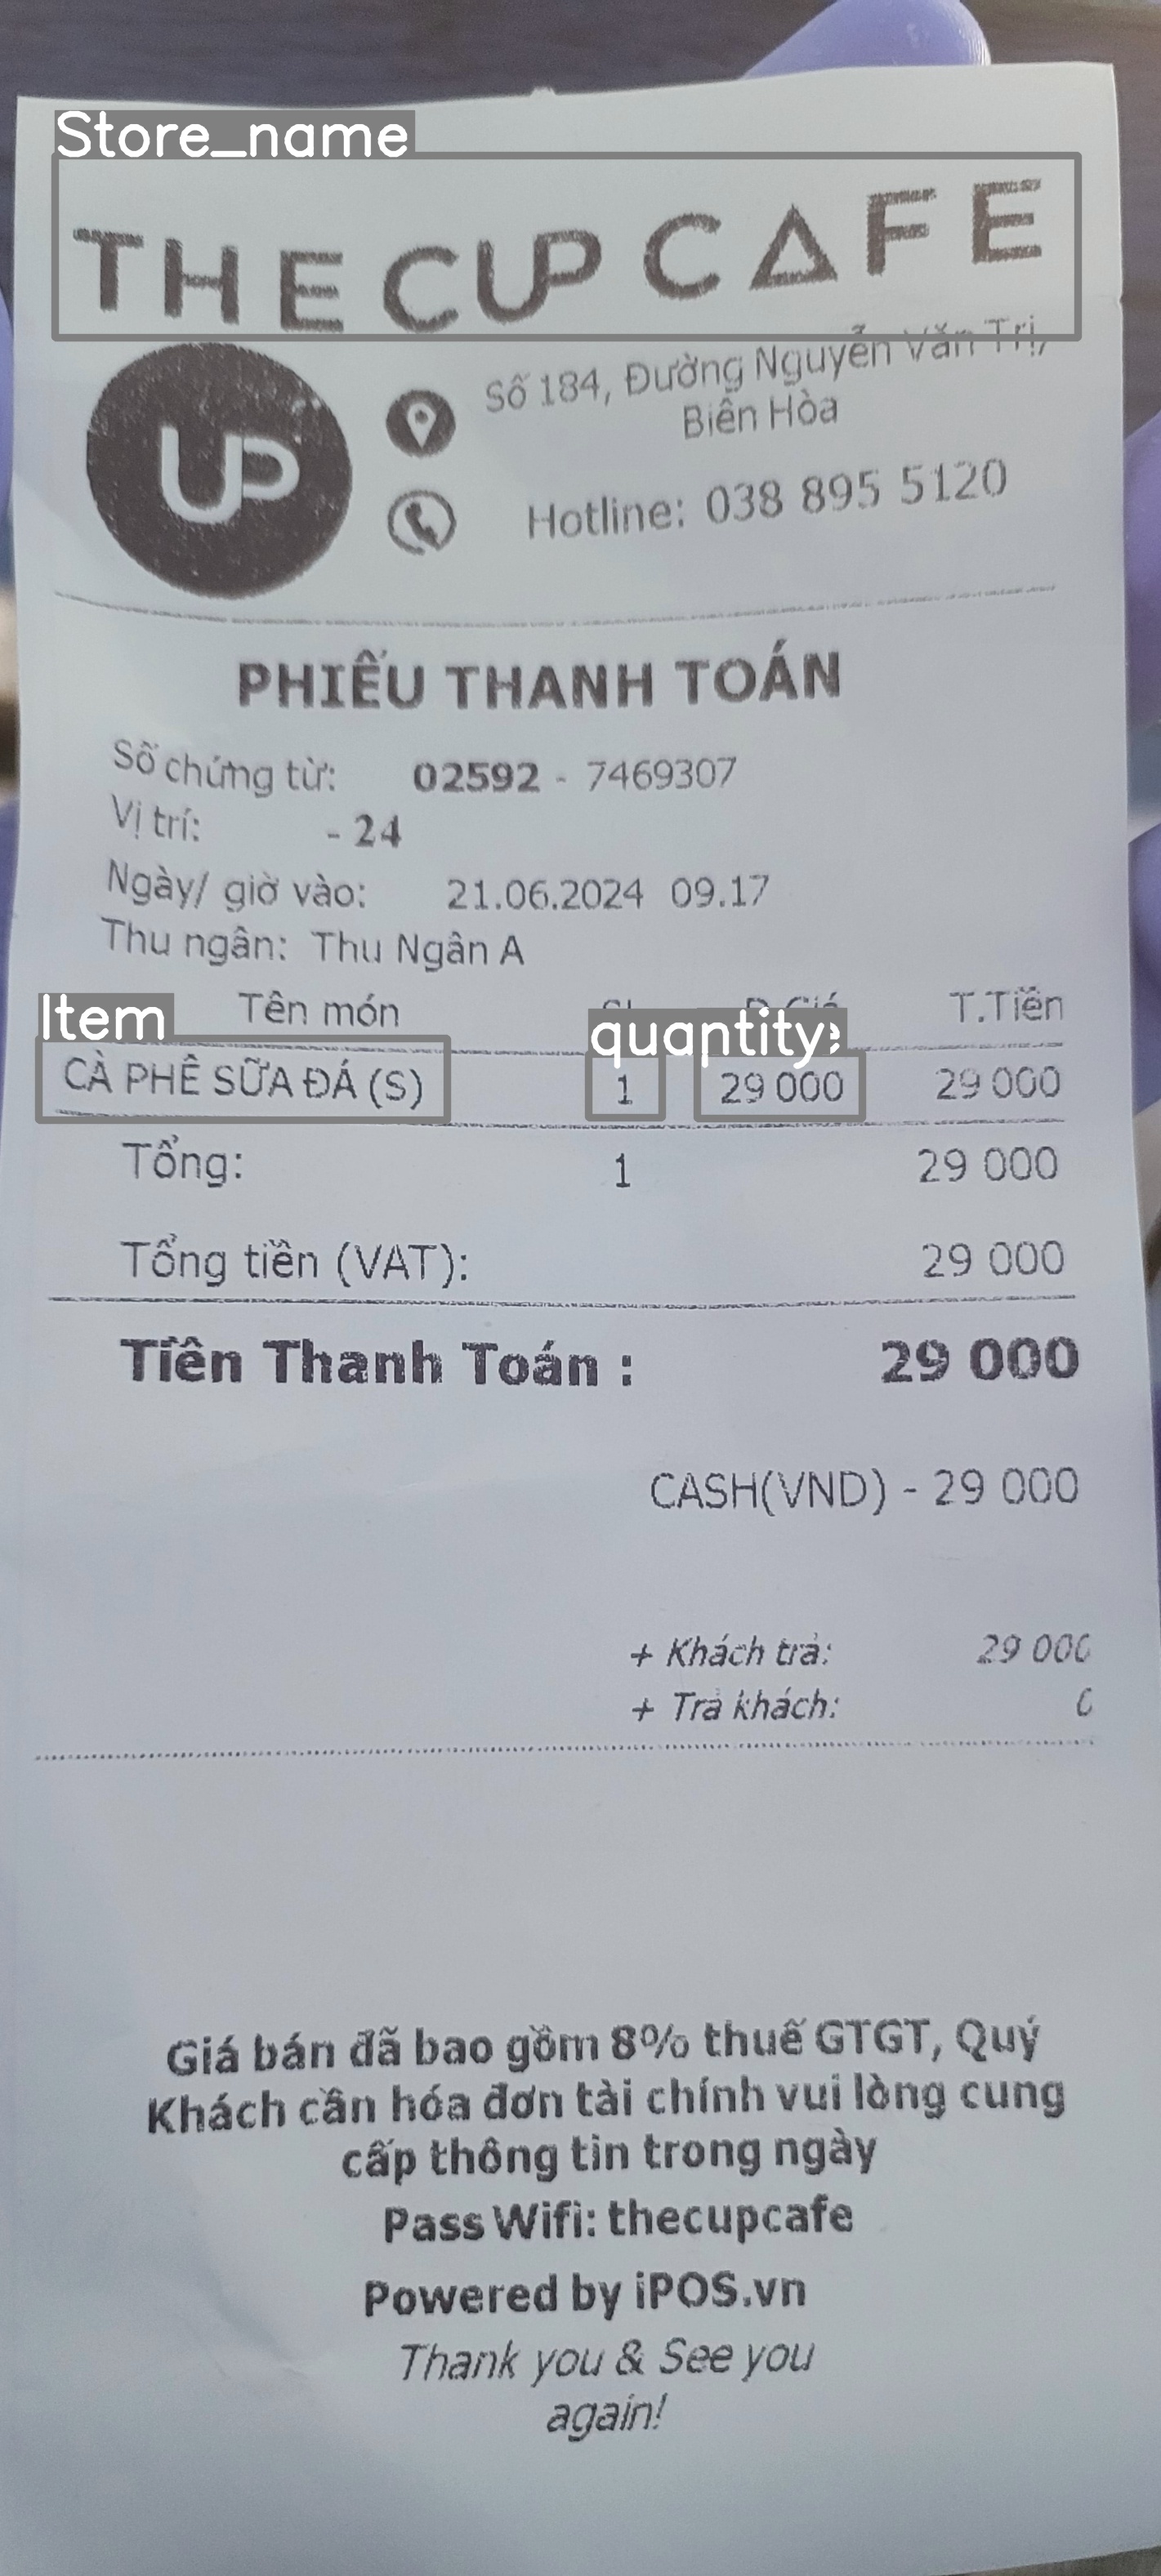 Store_name
THE CUP CAFE
Số 184, Đường Nguyễn Văn Trị,
Biên Hòa
UP
Hotline: 038 895 5120
PHIẾU THANH TOÁN
Số chứng từ: 02592 - 7469307
Vị trí: - 24
Ngày/ giờ vào: 21.06.2024 09.17
Thu ngân: Thu Ngân A
Item
Tên món T.Tiền
quantity
CÀ PHÊ SỮA ĐÁ (S) 1 29 000 29 000
Tổng: 1 29 000
Tổng tiền (VAT): 29 000
Tiền Thanh Toán : 29 000
CASH(VND) - 29 000
+ Khách trả: 29 000
+ Trả khách: 0
Giá bán đã bao gồm 8% thuế GTGT, Quý
Khách cần hóa đơn tài chính vui lòng cung
cấp thông tin trong ngày
Pass Wifi: thecupcafe
Powered by iPOS.vn
Thank you & See you
again!